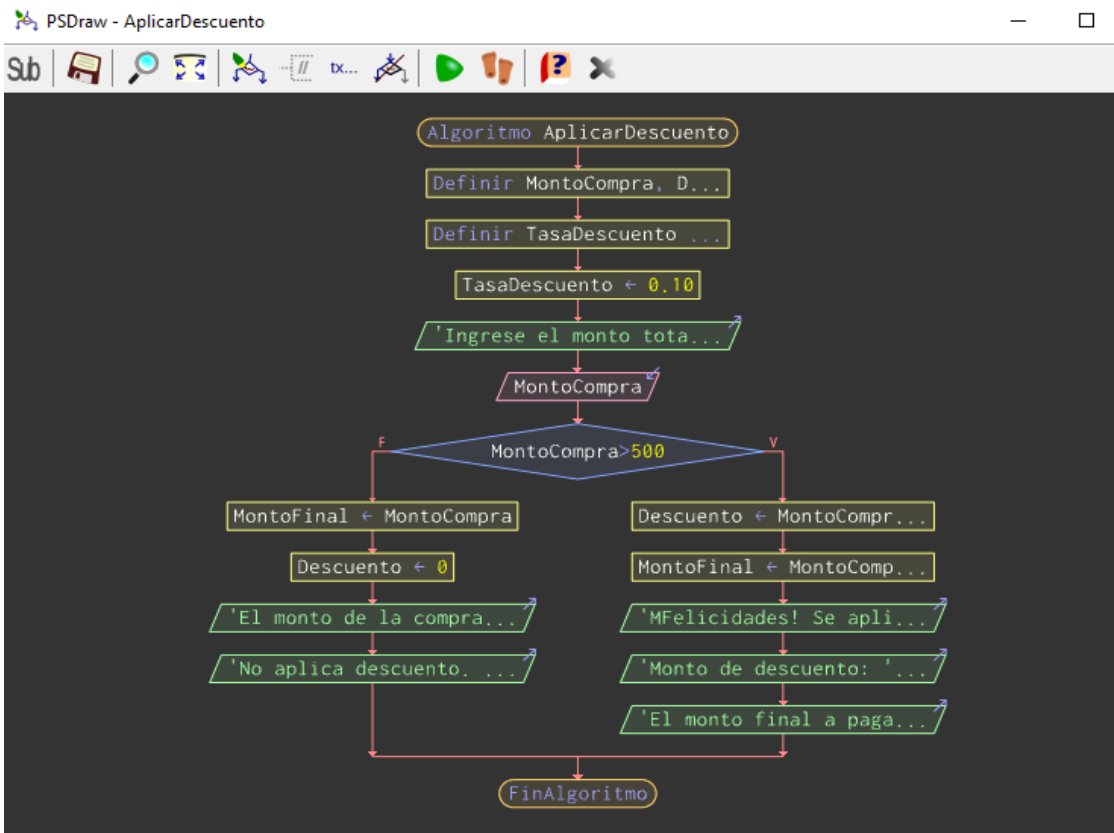 PSDraw - AplicarDescuento
Sub
tx...
Algoritmo AplicarDescuento
Definir MontoCompra, D...
Definir TasaDescuento ...
TasaDescuento ← 0.10
'Ingrese el monto tota...
MontoCompra
MontoCompra>500
F
V
MontoFinal ← MontoCompra
Descuento ← 0
'El monto de la compra...
'No aplica descuento. ...
Descuento ← MontoCompr...
MontoFinal ← MontoComp...
'MFelicidades! Se apli...
'Monto de descuento: '...
'El monto final a paga...
FinAlgoritmo